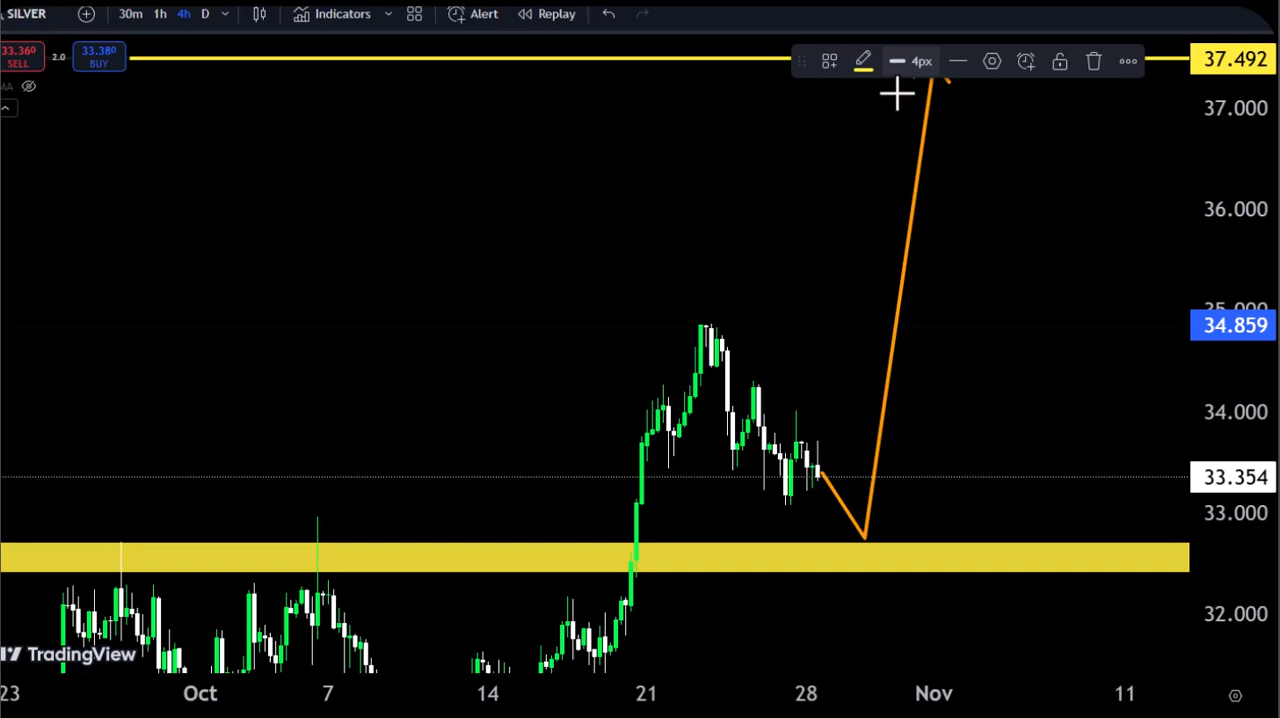 SILVER 30m 1h 4h D Indicators Alert Replay
33.360 SELL 2.0 33.380 BUY
4px
37.492
MA
37.000
36.000
35.000
34.859
34.000
33.354
33.000
32.000
TradingView
23 Oct 7 14 21 28 Nov 11